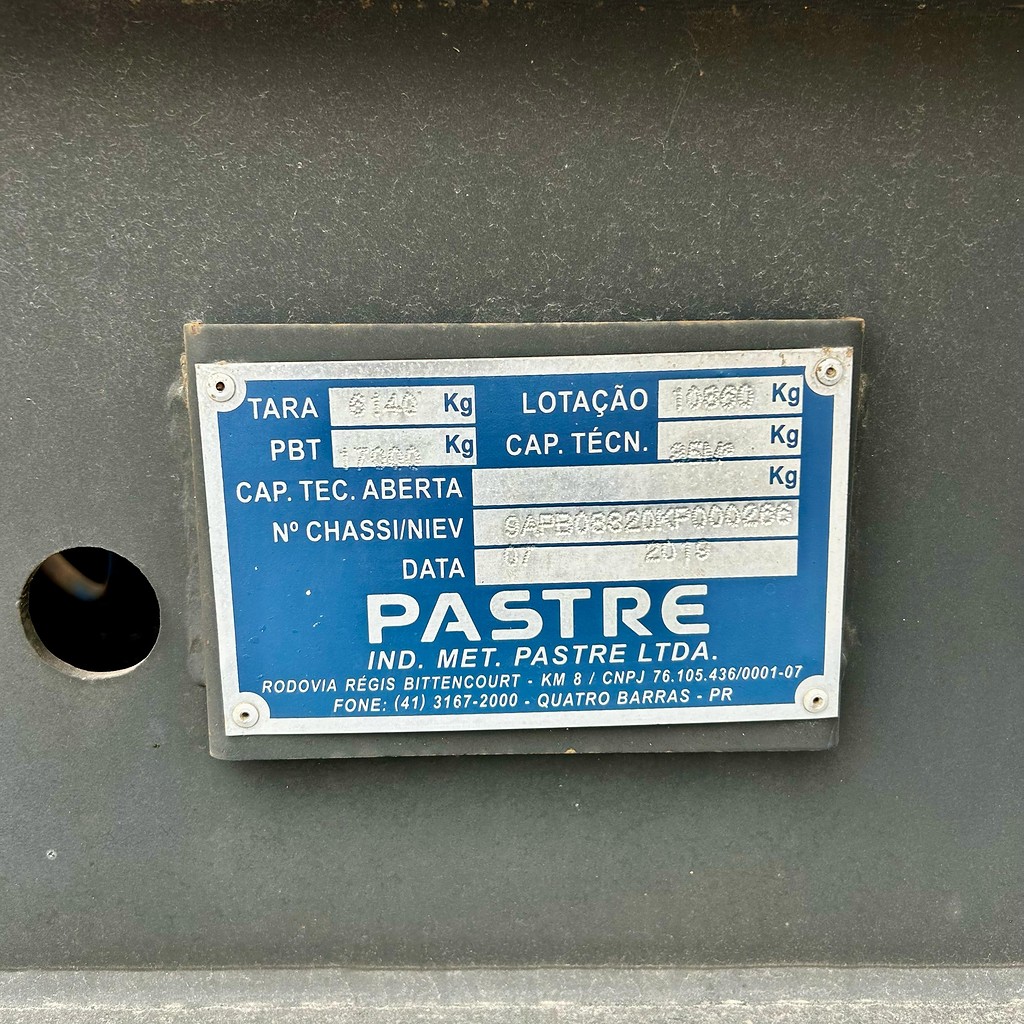 TARA 6140 Kg LOTAÇÃO 10860 Kg
PBT 17000 Kg CAP. TÉCN. Kg
CAP. TEC. ABERTA Kg
Nº CHASSI/NIEV
DATA 07 2019
PASTRE
IND. MET. PASTRE LTDA.
RODOVIA RÉGIS BITTENCOURT - KM 8 / CNPJ 76.105.436/0001-07
FONE: (41) 3167-2000 - QUATRO BARRAS - PR